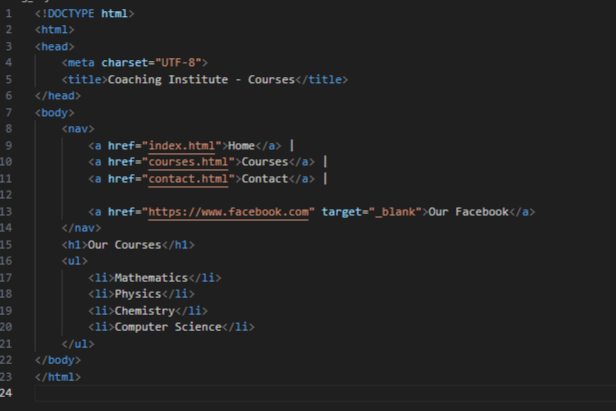 1 <!DOCTYPE html>
2 <html>
3 <head>
4 <meta charset="UTF-8">
5 <title>Coaching Institute - Courses</title>
6 </head>
7 <body>
8 <nav>
9 <a href="index.html">Home</a> |
10 <a href="courses.html">Courses</a> |
11 <a href="contact.html">Contact</a> |
12
13 <a href="https://www.facebook.com" target="_blank">Our Facebook</a>
14 </nav>
15 <h1>Our Courses</h1>
16 <ul>
17 <li>Mathematics</li>
18 <li>Physics</li>
19 <li>Chemistry</li>
20 <li>Computer Science</li>
21 </ul>
22 </body>
23 </html>
24